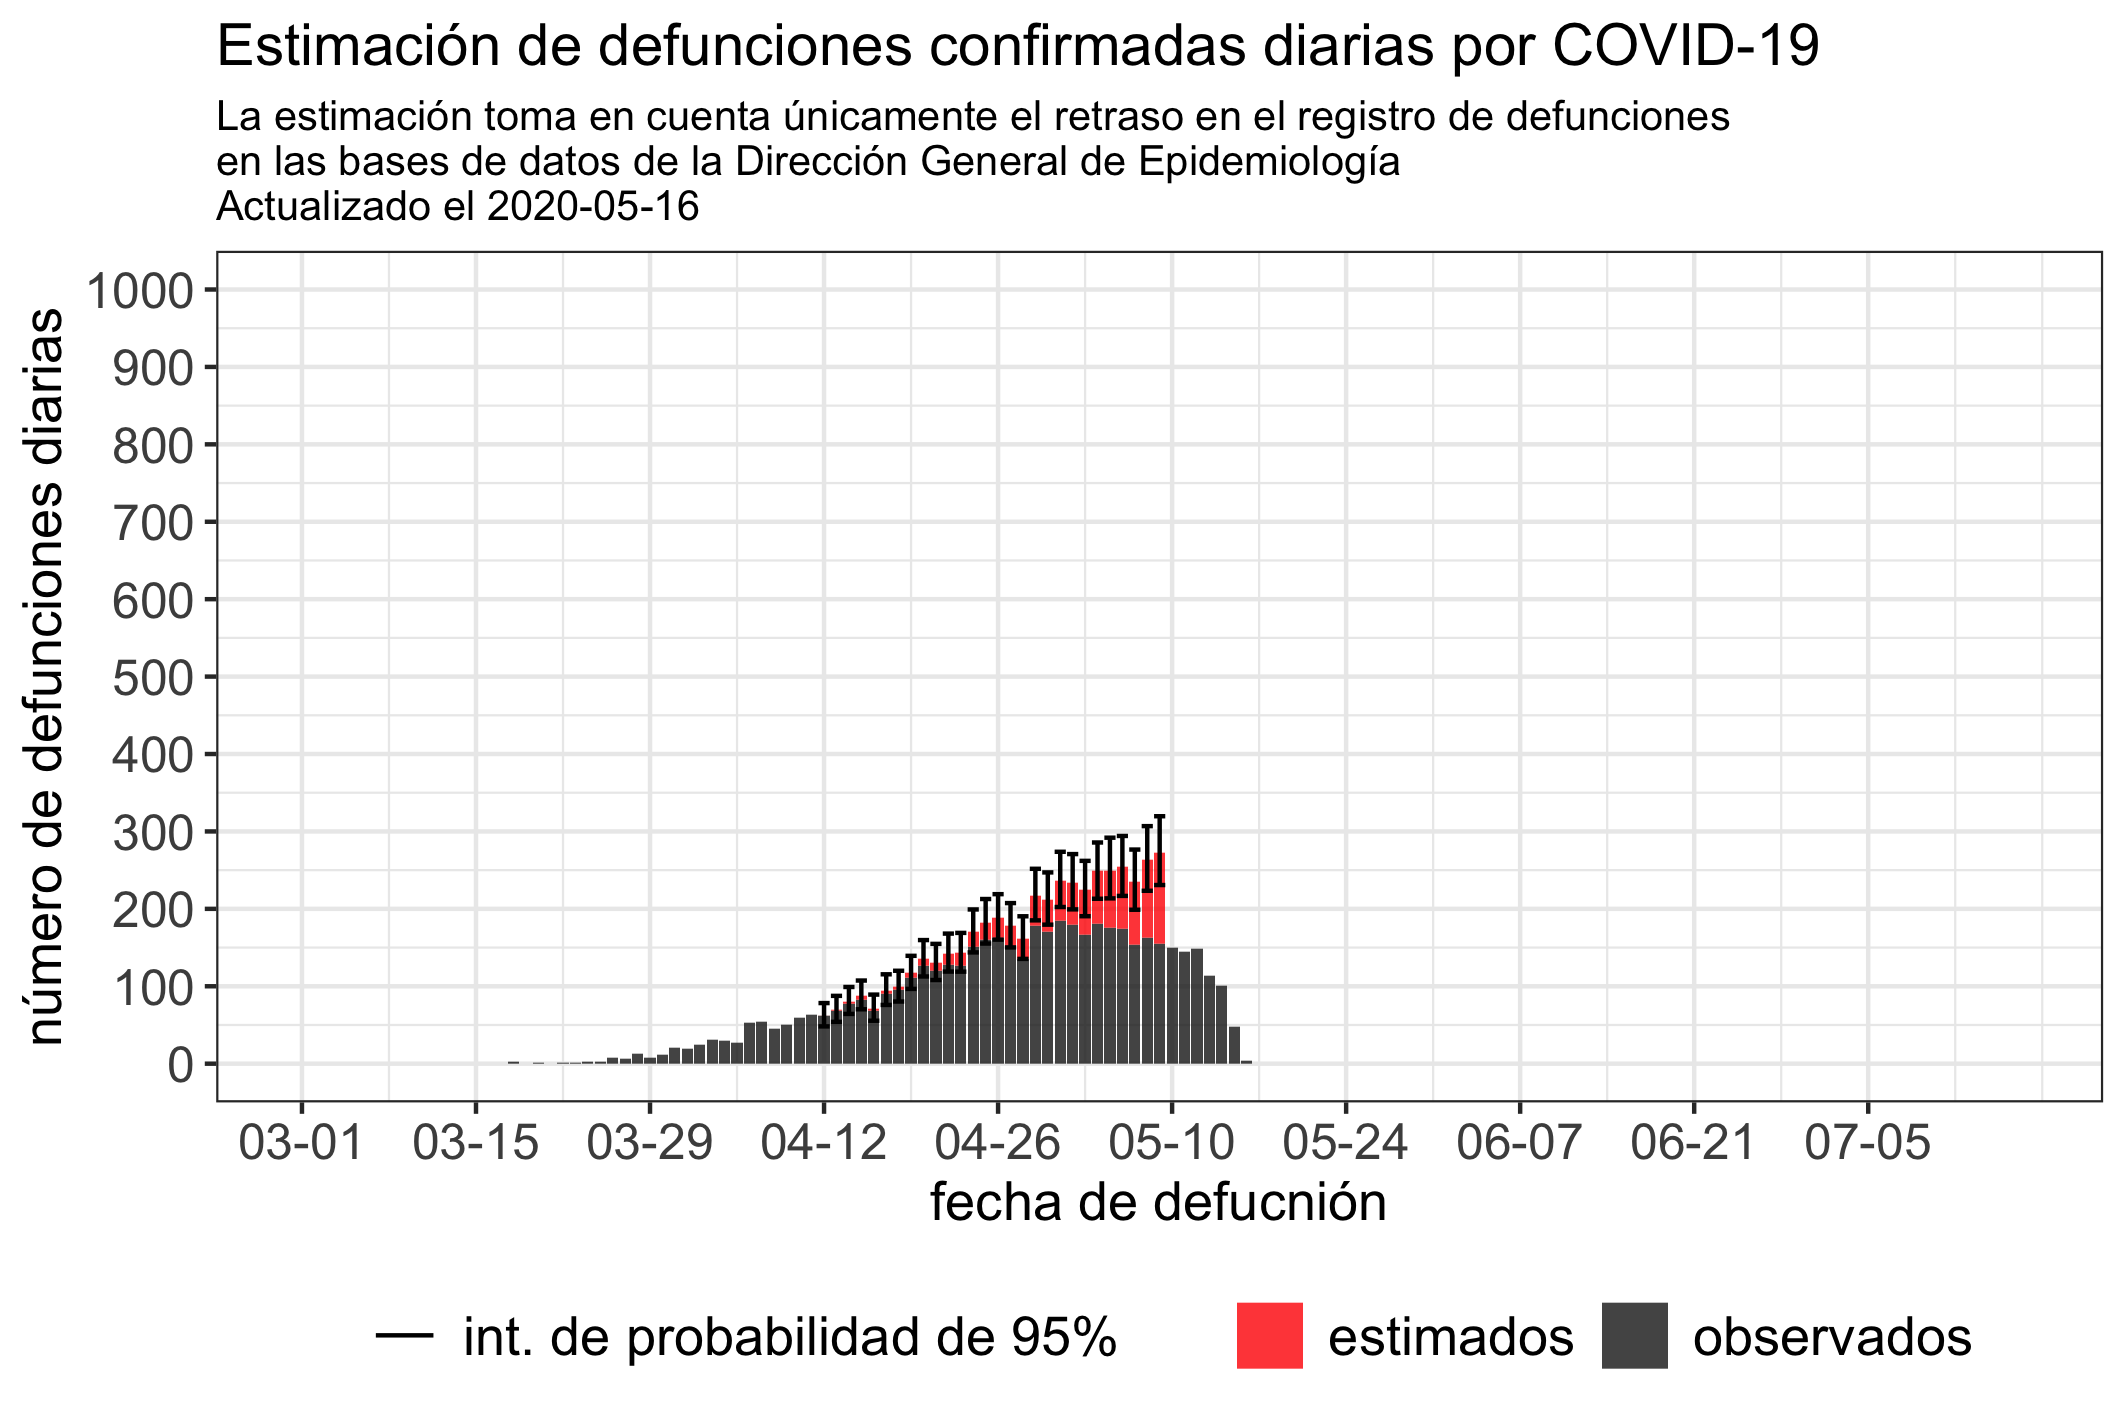 Estimación de defunciones confirmadas diarias por COVID-19
La estimación toma en cuenta únicamente el retraso en el registro de defunciones
en las bases de datos de la Dirección General de Epidemiología
Actualizado el 2020-05-16
número de defunciones diarias
1000
900
800
700
600
500
400
300
200
100
0
03-01 03-15 03-29 04-12 04-26 05-10 05-24 06-07 06-21 07-05
fecha de defucnión
int. de probabilidad de 95% estimados observados